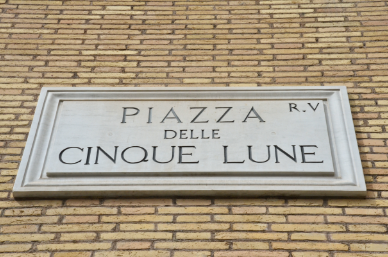 PIAZZA R.V
DELLE
CINQUE LUNE